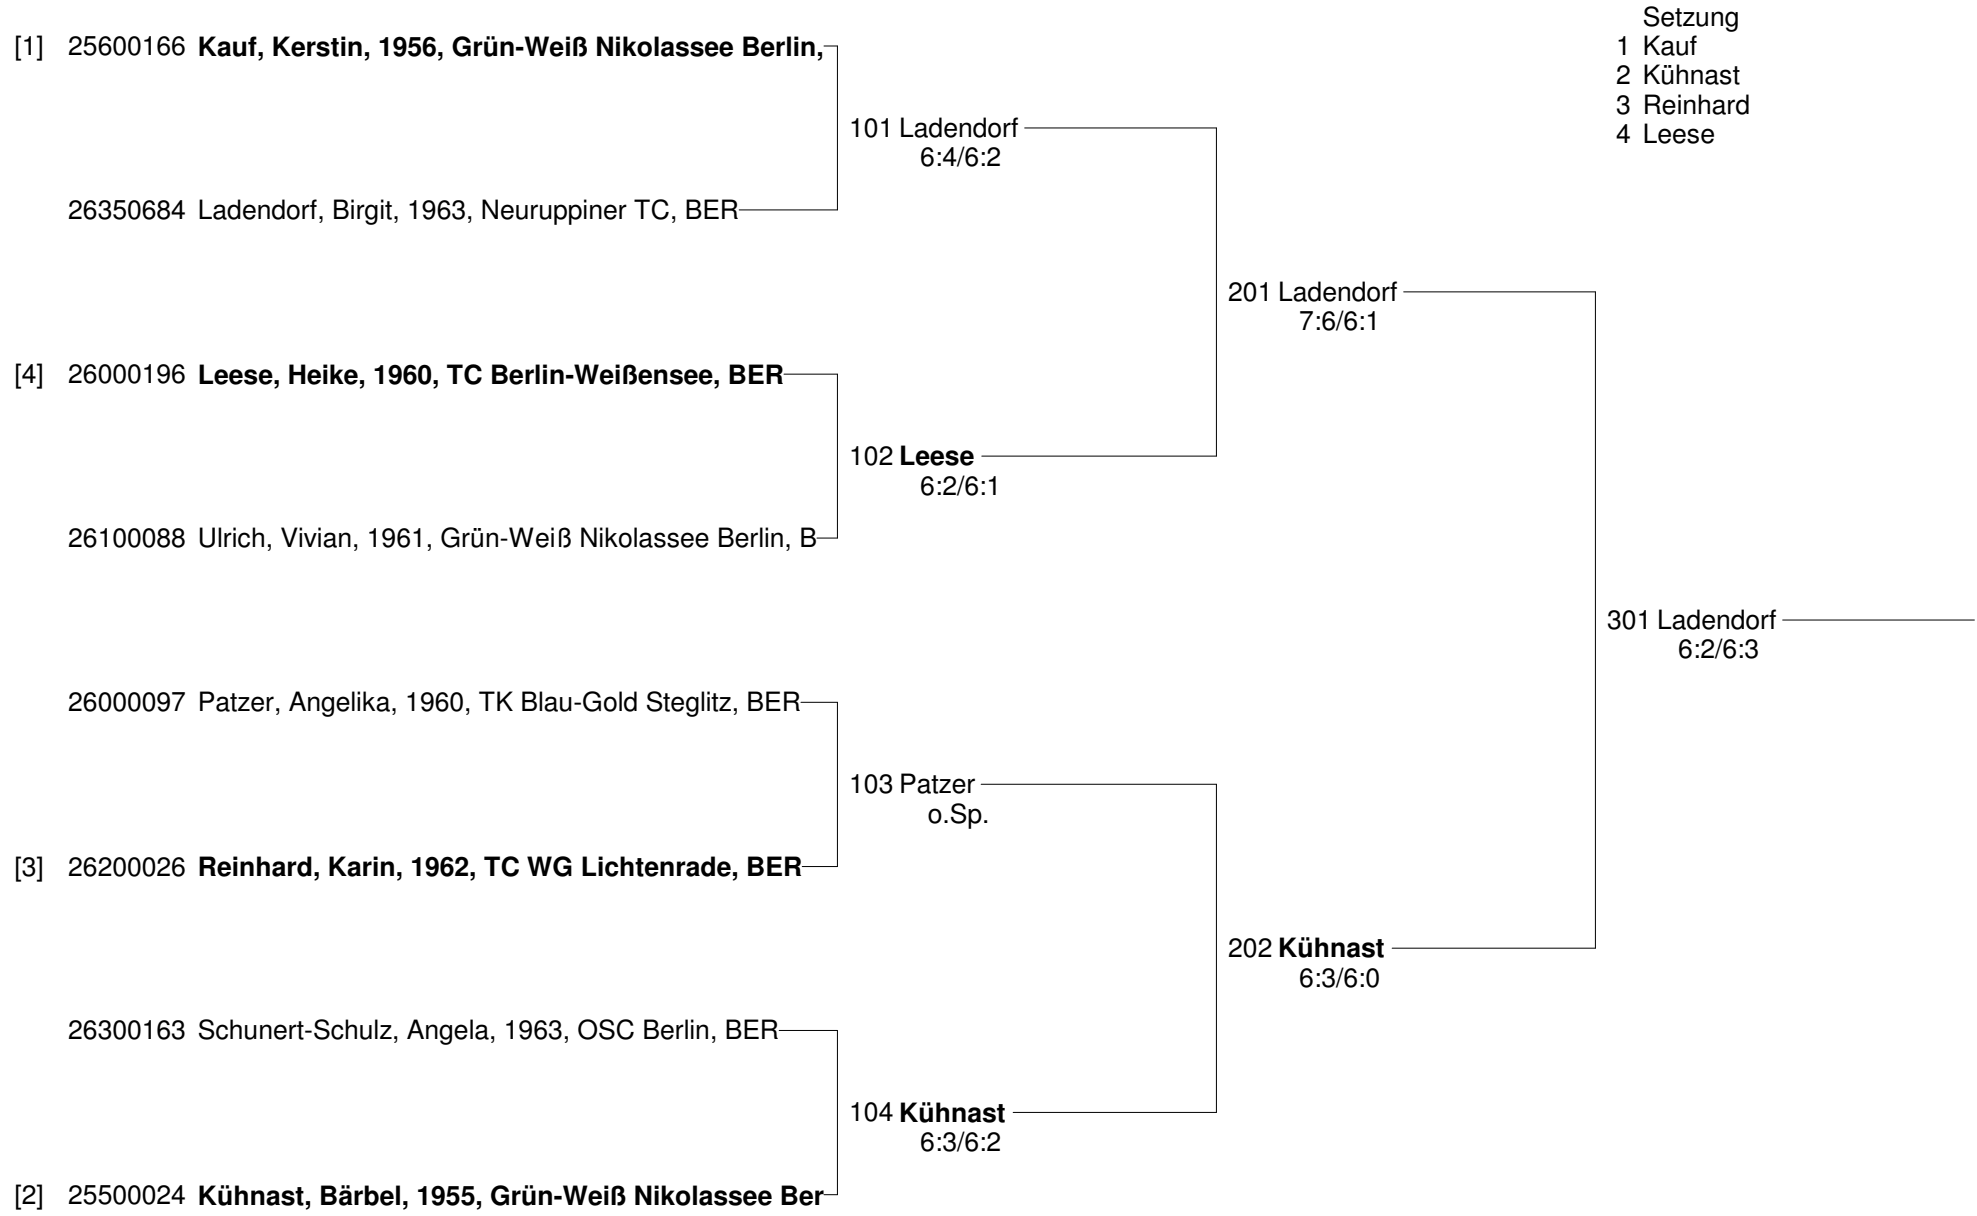 Setzung
1 Kauf
2 Kühnast
3 Reinhard
4 Leese
[1] 25600166 Kauf, Kerstin, 1956, Grün-Weiß Nikolassee Berlin,
101 Ladendorf
6:4/6:2
26350684 Ladendorf, Birgit, 1963, Neuruppiner TC, BER
201 Ladendorf
7:6/6:1
[4] 26000196 Leese, Heike, 1960, TC Berlin-Weißensee, BER
102 Leese
6:2/6:1
26100088 Ulrich, Vivian, 1961, Grün-Weiß Nikolassee Berlin, B
301 Ladendorf
6:2/6:3
26000097 Patzer, Angelika, 1960, TK Blau-Gold Steglitz, BER
103 Patzer
o.Sp.
[3] 26200026 Reinhard, Karin, 1962, TC WG Lichtenrade, BER
202 Kühnast
6:3/6:0
26300163 Schunert-Schulz, Angela, 1963, OSC Berlin, BER
104 Kühnast
6:3/6:2
[2] 25500024 Kühnast, Bärbel, 1955, Grün-Weiß Nikolassee Ber